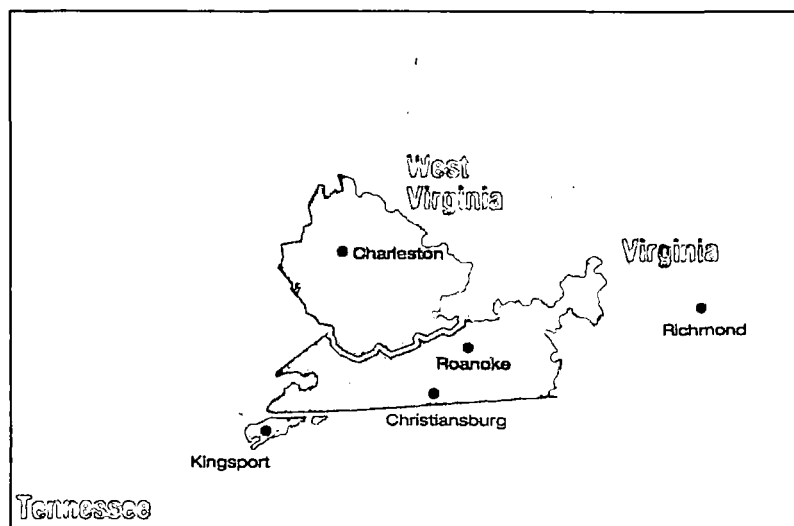 West
Virginia
Charleston
Virginia
Richmond
Roanoke
Christiansburg
Kingsport
Tennessee